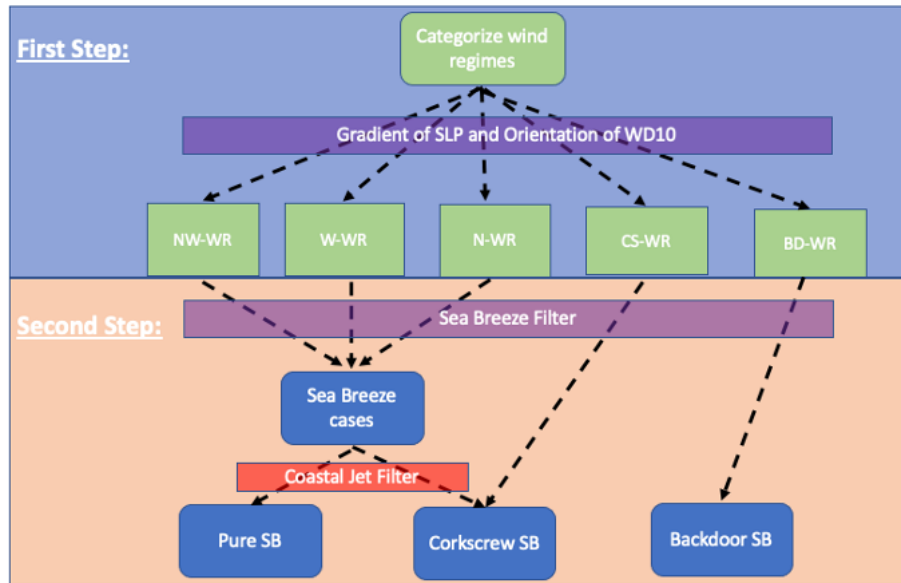 First Step:
Categorize wind
regimes
Gradient of SLP and Orientation of WD10
NW-WR
W-WR
N-WR
CS-WR
BD-WR
Second Step:
Sea Breeze Filter
Sea Breeze
cases
Coastal Jet Filter
Pure SB
Corkscrew SB
Backdoor SB